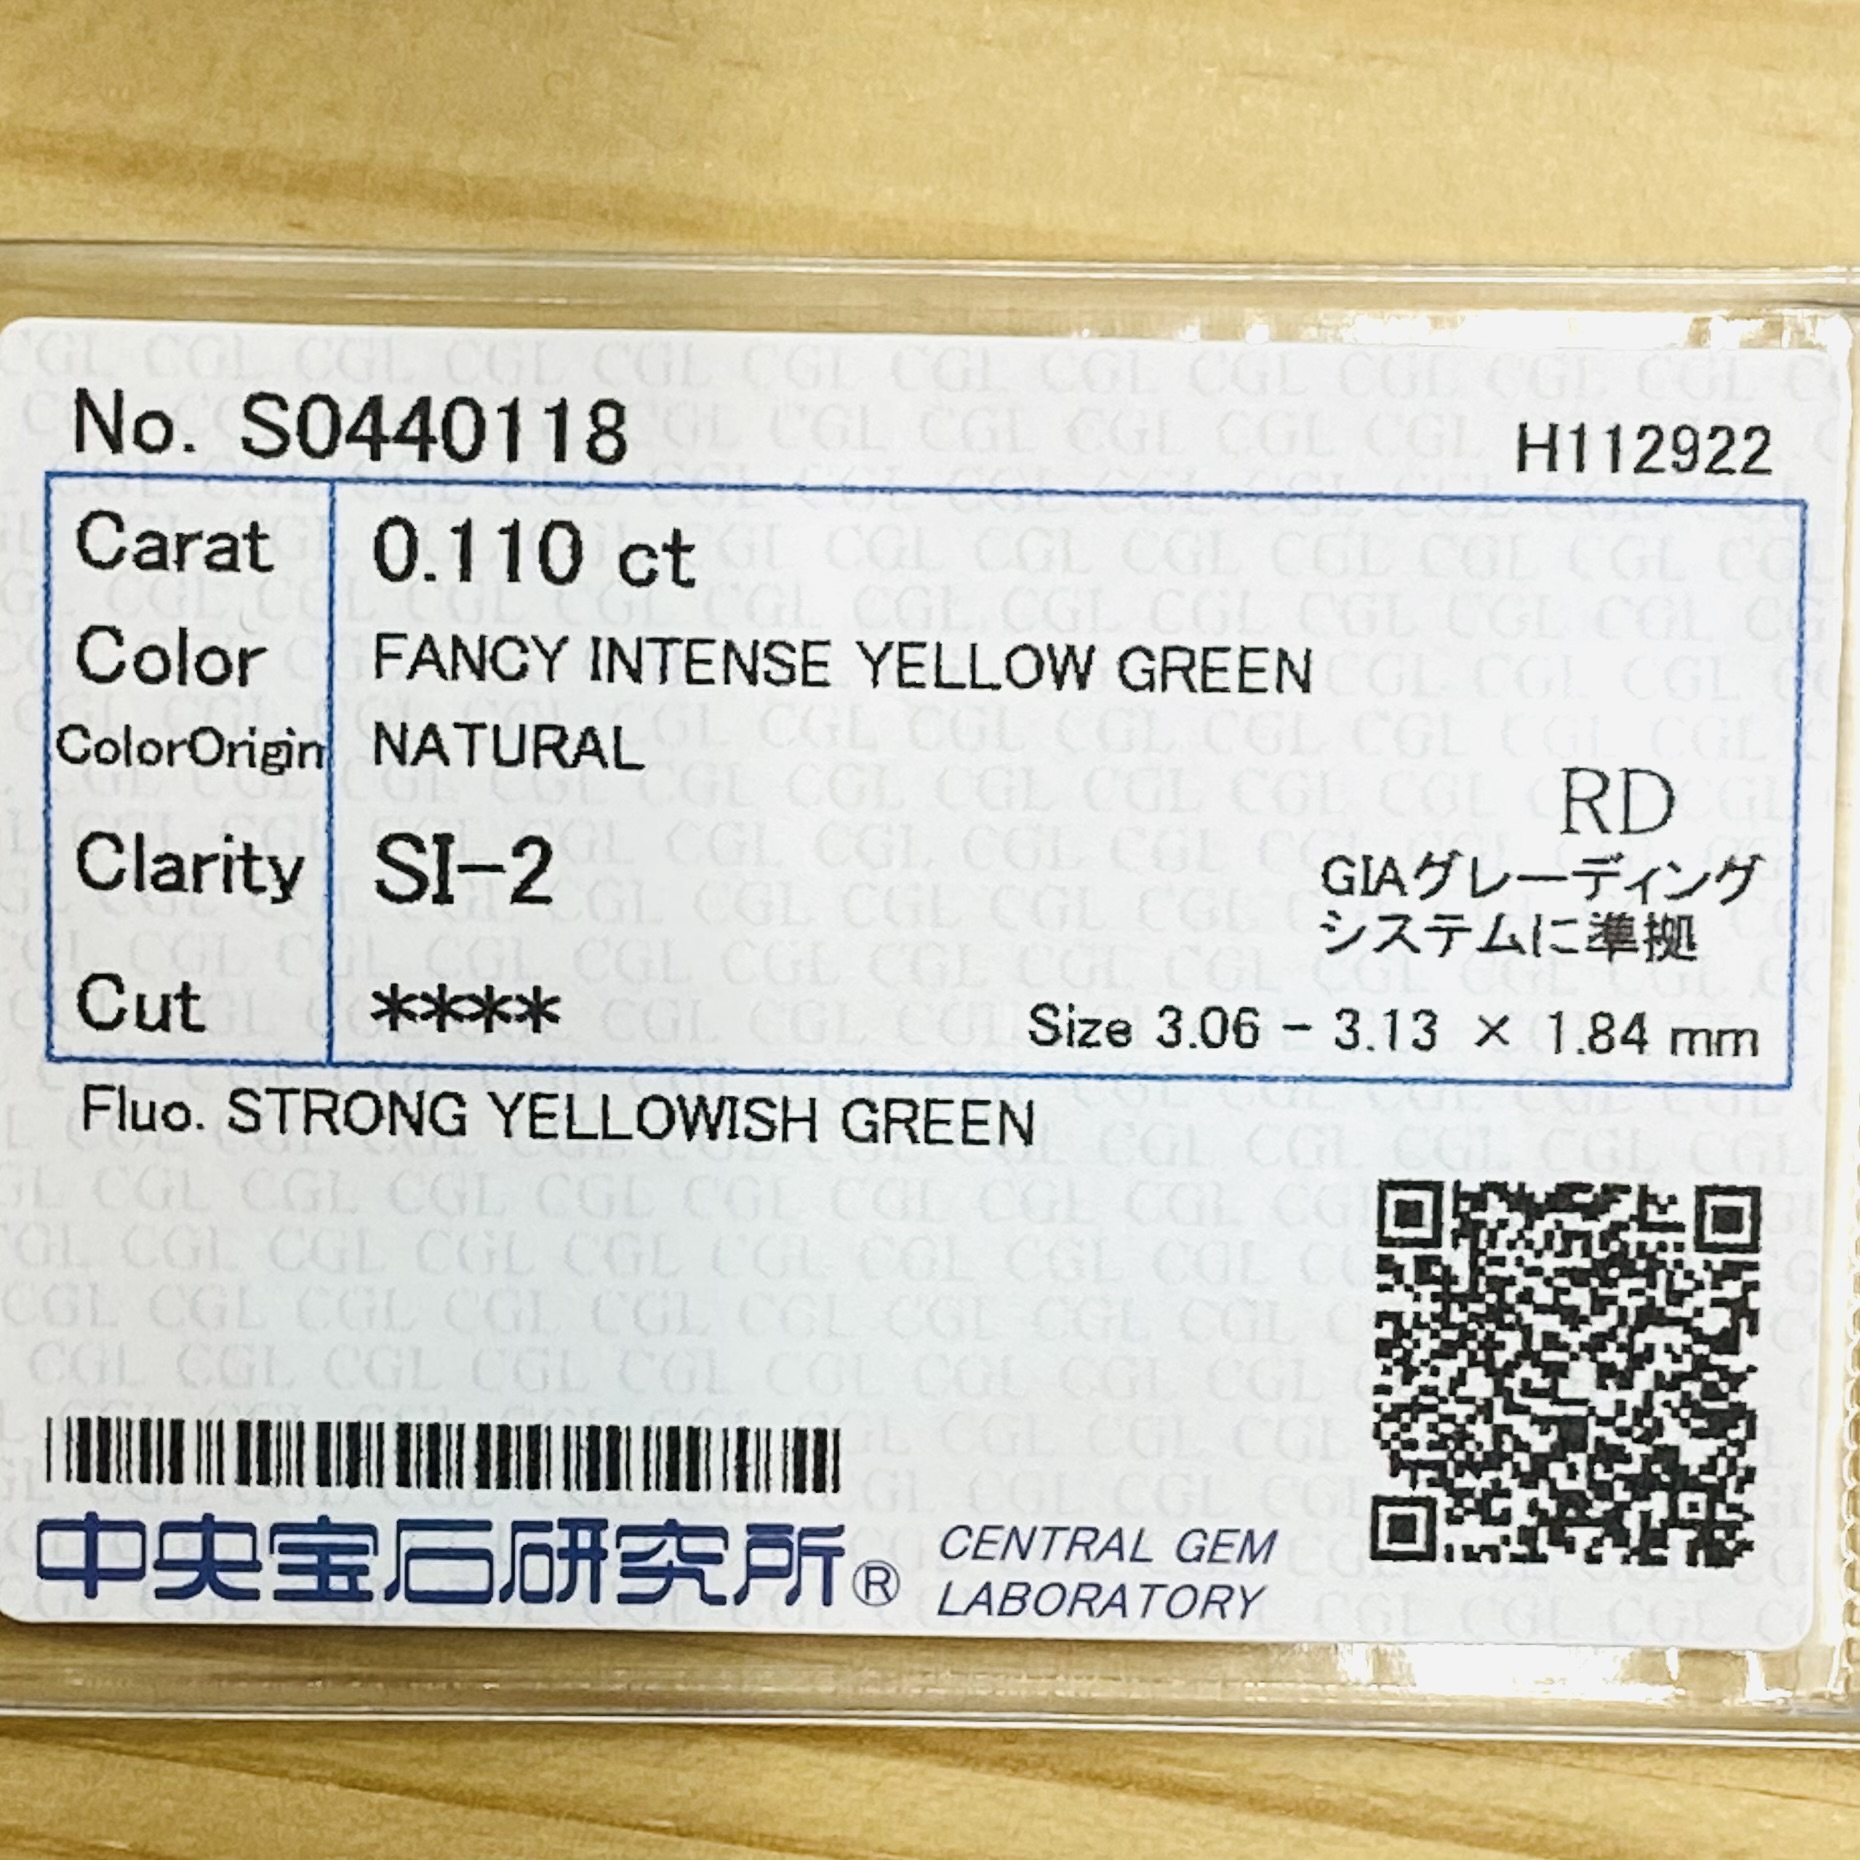 No. S0440118
H112922
Carat 0.110 ct
Color FANCY INTENSE YELLOW GREEN
ColorOrigin NATURAL
RD
Clarity SI-2
GIAグレーディング
システムに準拠
Cut ****
Size 3.06 - 3.13 × 1.84 mm
Fluo. STRONG YELLOWISH GREEN
中央宝石研究所®
CENTRAL GEM
LABORATORY